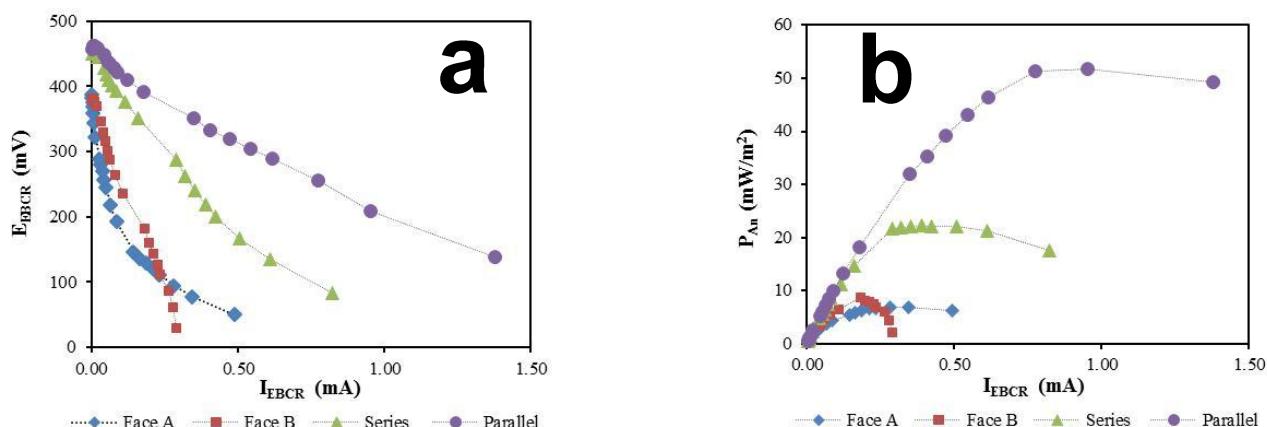 a
500
400
300
200
100
0
E_EBCR (mV)
0.00 0.50 1.00 1.50
I_EBCR (mA)
Face A Face B Series Parallel
b
60
50
40
30
20
10
0
P_An (mW/m²)
0.00 0.50 1.00 1.50
I_EBCR (mA)
Face A Face B Series Parallel